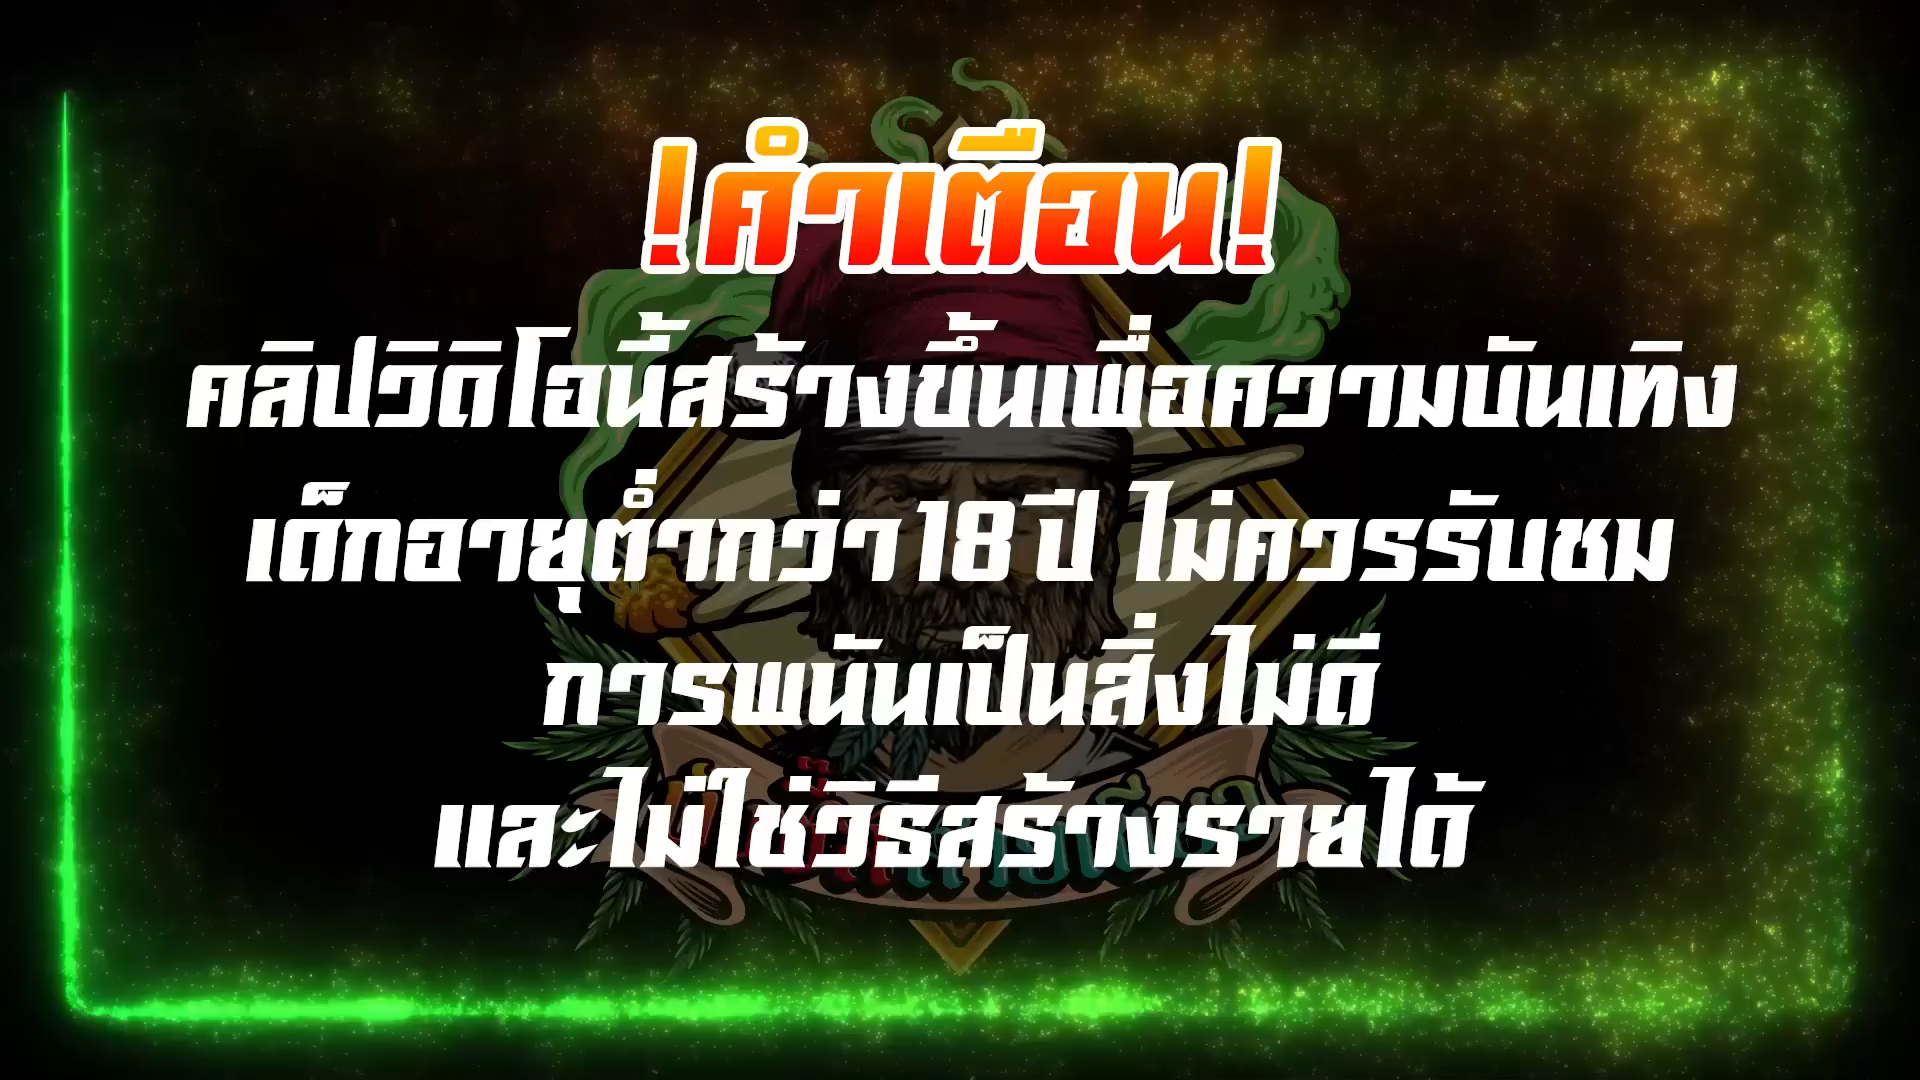 !คำเตือน!
คลิปวิดิโอนี้สร้างขึ้นเพื่อความบันเทิง
เด็กอายุต่ำกว่า 18 ปี ไม่ควรรับชม
การพนันเป็นสิ่งไม่ดี
และไม่ใช่วิธีสร้างรายได้